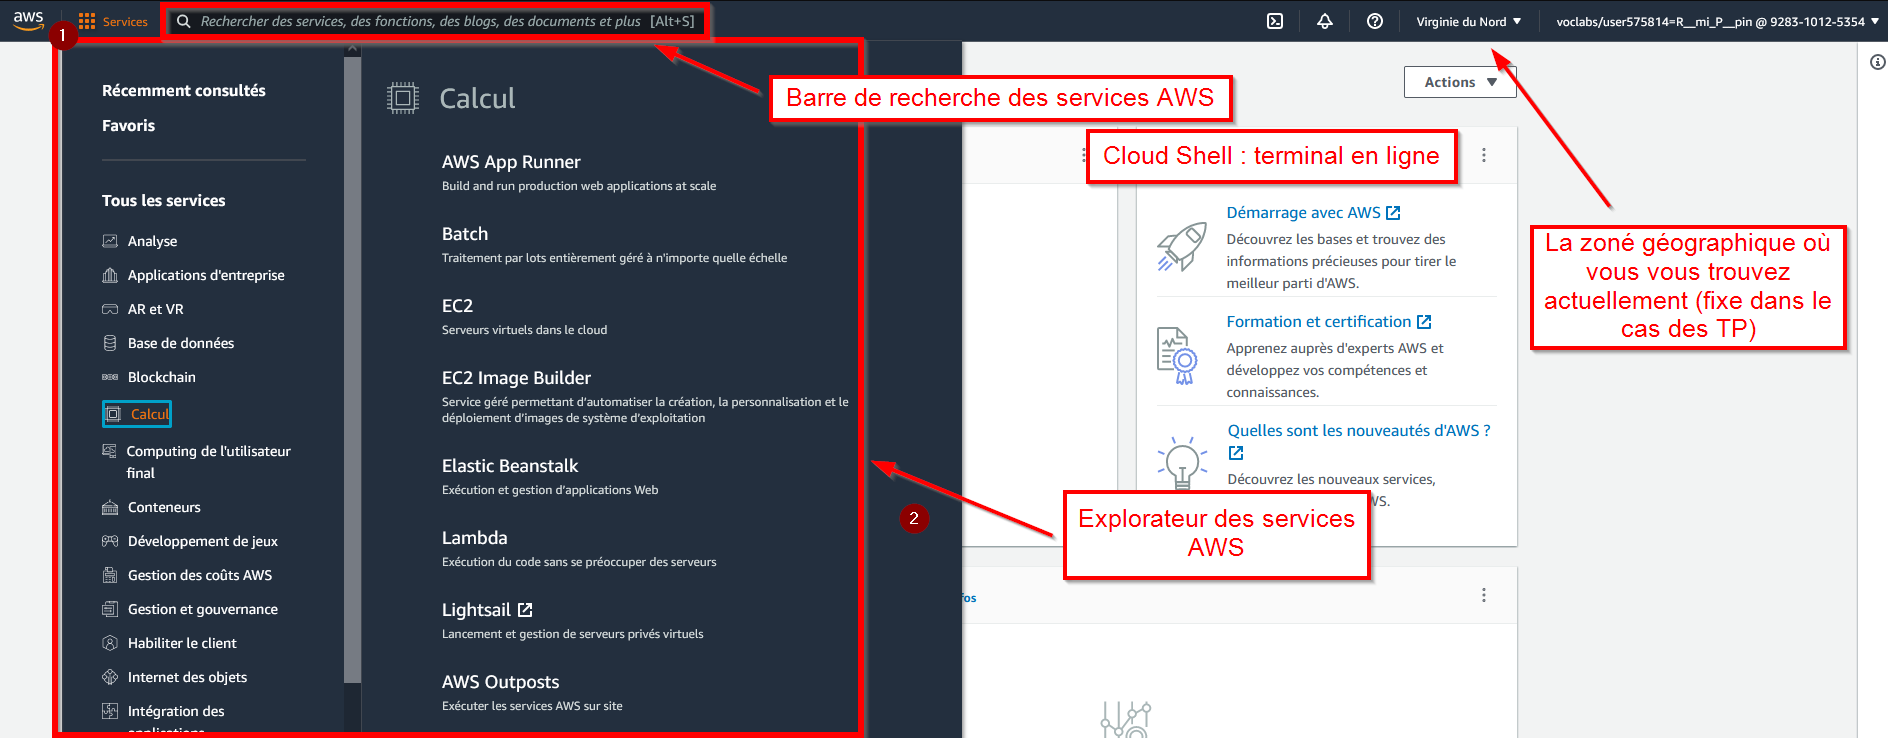 aws
Services
Rechercher des services, des fonctions, des blogs, des documents et plus [Alt+S]
Virginie du Nord
voclabs/user575814=R__mi_P__pin @ 9283-1012-5354
1
Récemment consultés
Favoris
Tous les services
Analyse
Applications d'entreprise
AR et VR
Base de données
Blockchain
Calcul
Computing de l'utilisateur
final
Conteneurs
Développement de jeux
Gestion des coûts AWS
Gestion et gouvernance
Habiliter le client
Internet des objets
Intégration des
applications
Calcul
AWS App Runner
Build and run production web applications at scale
Batch
Traitement par lots entièrement géré à n'importe quelle échelle
EC2
Serveurs virtuels dans le cloud
EC2 Image Builder
Service géré permettant d'automatiser la création, la personnalisation et le
déploiement d'images de système d'exploitation
Elastic Beanstalk
Exécution et gestion d'applications Web
Lambda
Exécution du code sans se préoccuper des serveurs
Lightsail
Lancement et gestion de serveurs privés virtuels
AWS Outposts
Exécuter les services AWS sur site
2
Barre de recherche des services AWS
Actions
Cloud Shell : terminal en ligne
Démarrage avec AWS
Découvrez les bases et trouvez des
informations précieuses pour tirer le
meilleur parti d'AWS.
Formation et certification
Apprenez auprès d'experts AWS et
développez vos compétences et
connaissances.
Quelles sont les nouveautés d'AWS ?
Découvrez les nouveaux services,
WS.
Explorateur des services
AWS
fos
La zoné géographique où
vous vous trouvez
actuellement (fixe dans le
cas des TP)